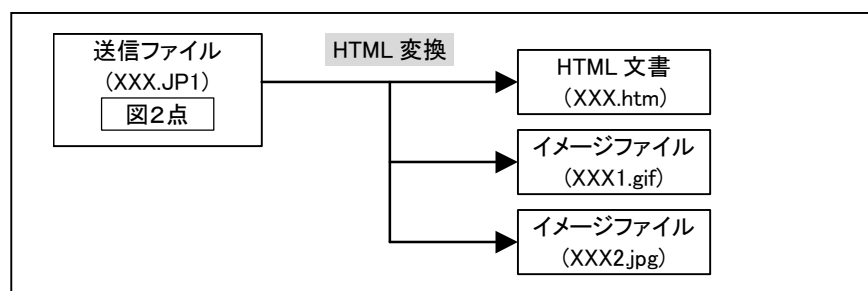 送信ファイル
(XXX.JP1)
図2点
HTML 変換
HTML 文書
(XXX.htm)
イメージファイル
(XXX1.gif)
イメージファイル
(XXX2.jpg)